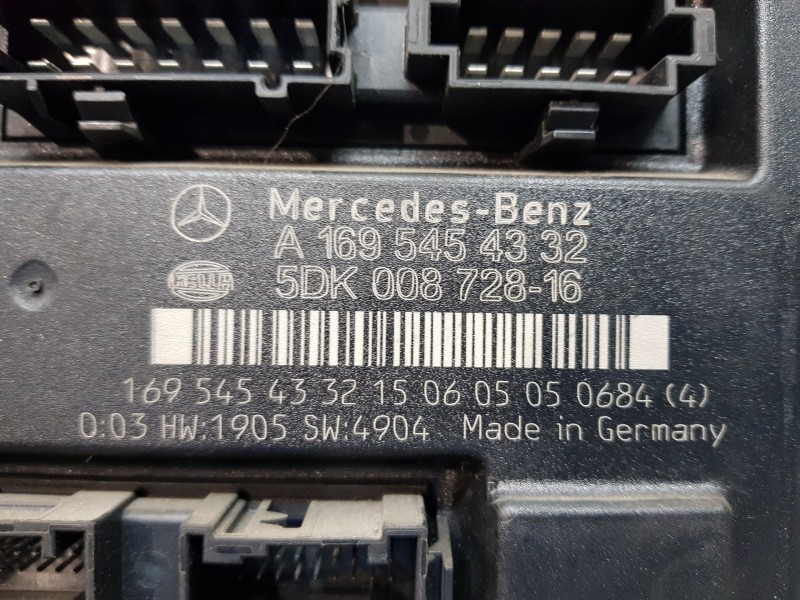 Mercedes-Benz
A 169 545 43 32
HELLA
5DK 008 728-16
169 545 43 32 15 06 05 05 0684 (4)
D:03 HW:1905 SW:4904 Made in Germany